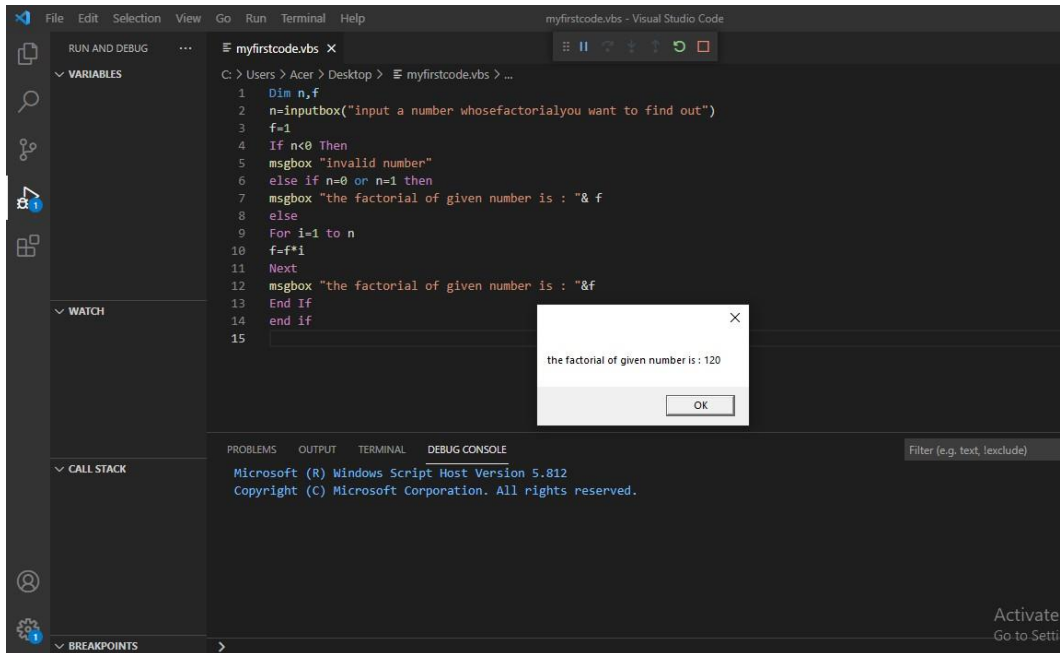 File Edit Selection View Go Run Terminal Help
myfirstcode.vbs - Visual Studio Code
RUN AND DEBUG ...
myfirstcode.vbs
VARIABLES
C: > Users > Acer > Desktop > myfirstcode.vbs > ...
1 Dim n,f
2 n=inputbox("input a number whosefactorialyou want to find out")
3 f=1
4 If n<0 Then
5 msgbox "invalid number"
6 else if n=0 or n=1 then
7 msgbox "the factorial of given number is : "& f
8 else
9 For i=1 to n
10 f=f*i
11 Next
12 msgbox "the factorial of given number is : "&f
13 End If
14 end if
15
WATCH
the factorial of given number is : 120
OK
PROBLEMS OUTPUT TERMINAL DEBUG CONSOLE
Filter (e.g. text, !exclude)
CALL STACK
Microsoft (R) Windows Script Host Version 5.812
Copyright (C) Microsoft Corporation. All rights reserved.
1
1
Activate
Go to Setti
BREAKPOINTS
>